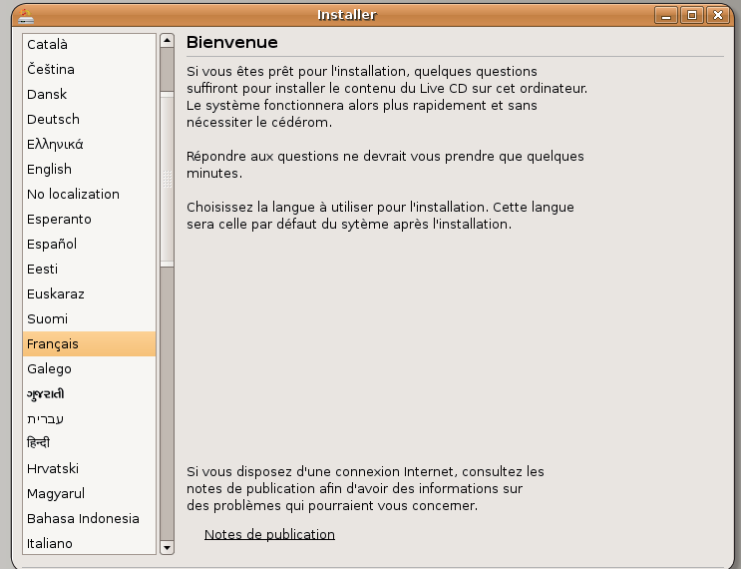 Installer
Català
Čeština
Dansk
Deutsch
Ελληνικά
English
No localization
Esperanto
Español
Eesti
Euskaraz
Suomi
Français
Galego
ગુજરાતી
עברית
हिन्दी
Hrvatski
Magyarul
Bahasa Indonesia
Italiano
Bienvenue
Si vous êtes prêt pour l'installation, quelques questions
suffiront pour installer le contenu du Live CD sur cet ordinateur.
Le système fonctionnera alors plus rapidement et sans
nécessiter le cédérom.
Répondre aux questions ne devrait vous prendre que quelques
minutes.
Choisissez la langue à utiliser pour l'installation. Cette langue
sera celle par défaut du sytème après l'installation.
Si vous disposez d'une connexion Internet, consultez les
notes de publication afin d'avoir des informations sur
des problèmes qui pourraient vous concerner.
Notes de publication